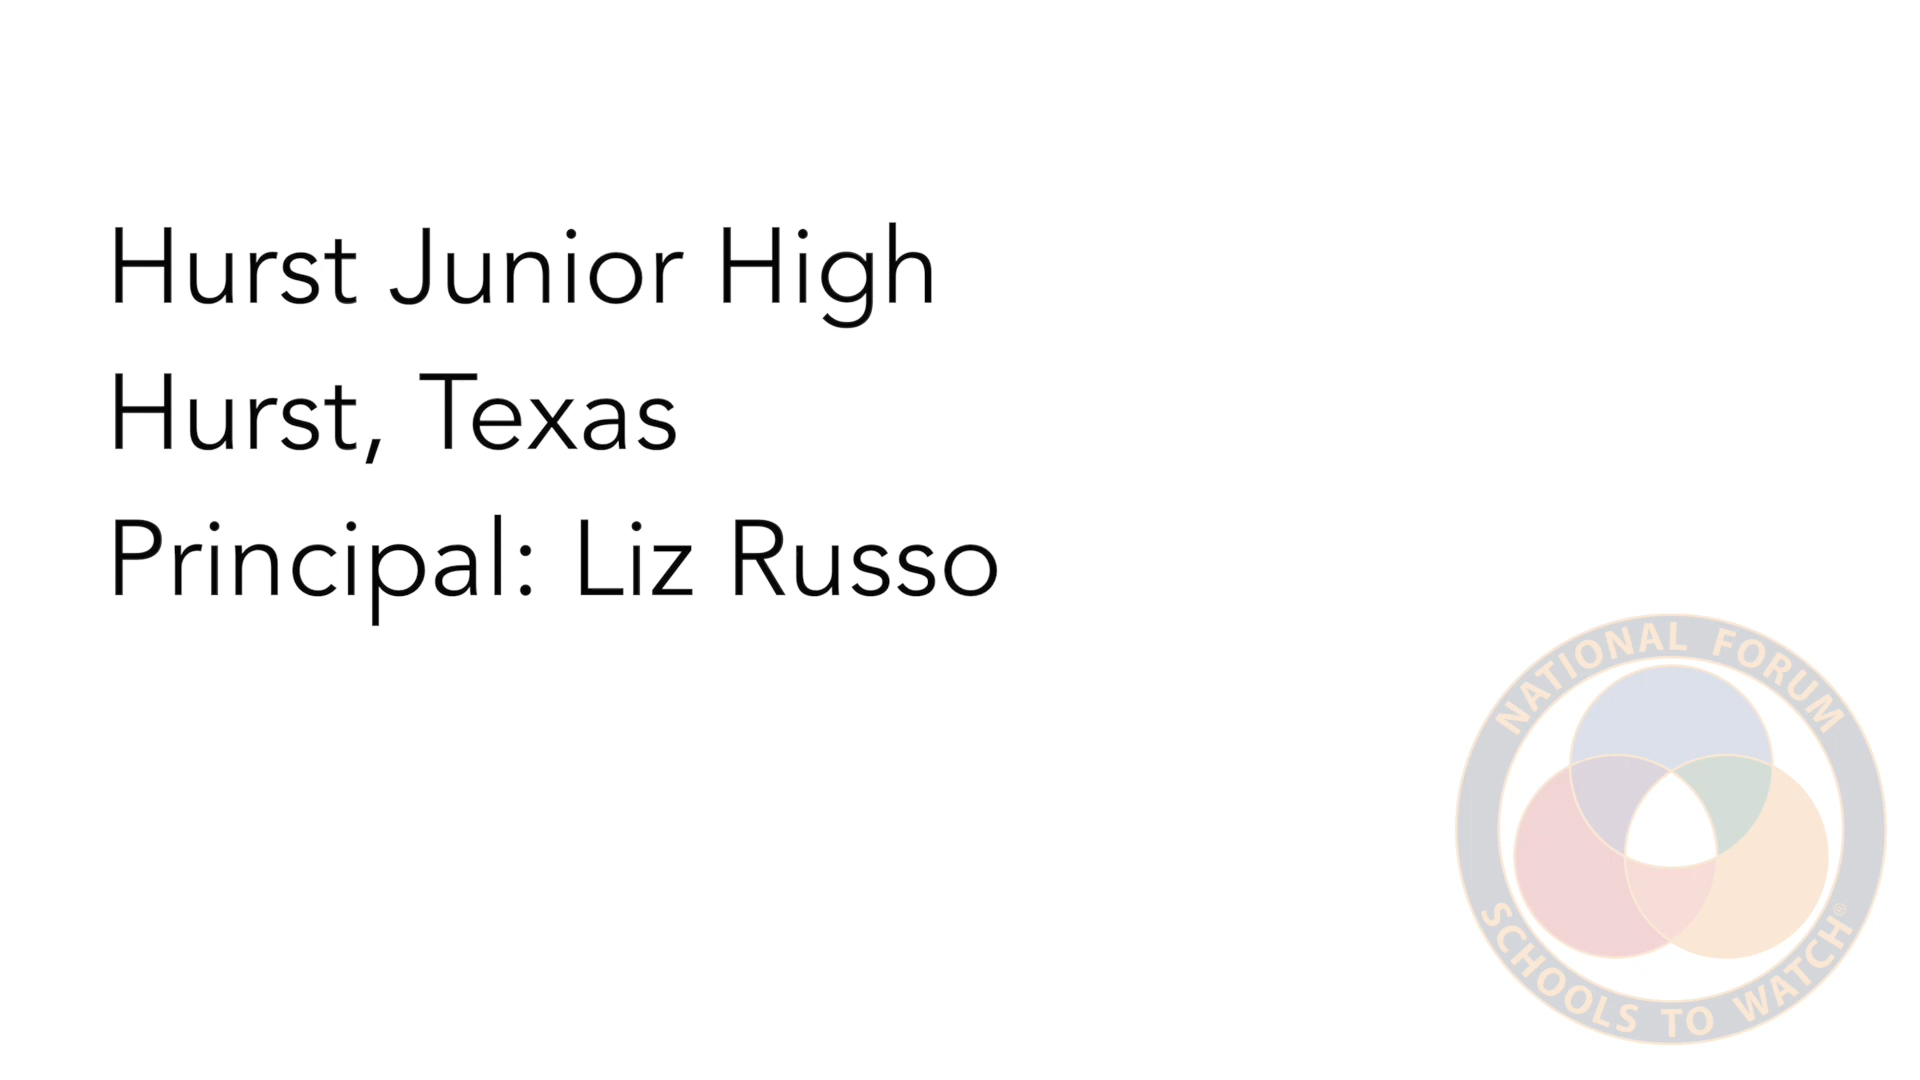 Hurst Junior High
Hurst, Texas
Principal: Liz Russo
NATIONAL FORUM
SCHOOLS TO WATCH®